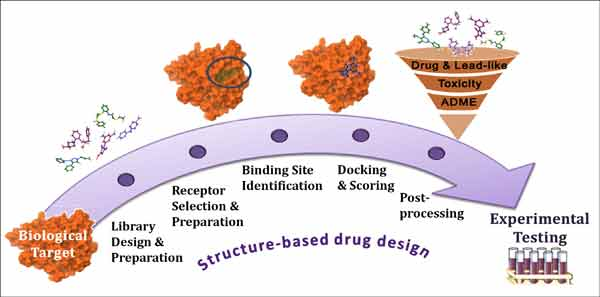 Drug & Lead-like
Toxicity
ADME
Biological
Target
Library
Design &
Preparation
Receptor
Selection &
Preparation
Binding Site
Identification
Docking
& Scoring
Post-
processing
Experimental
Testing
Structure-based drug design